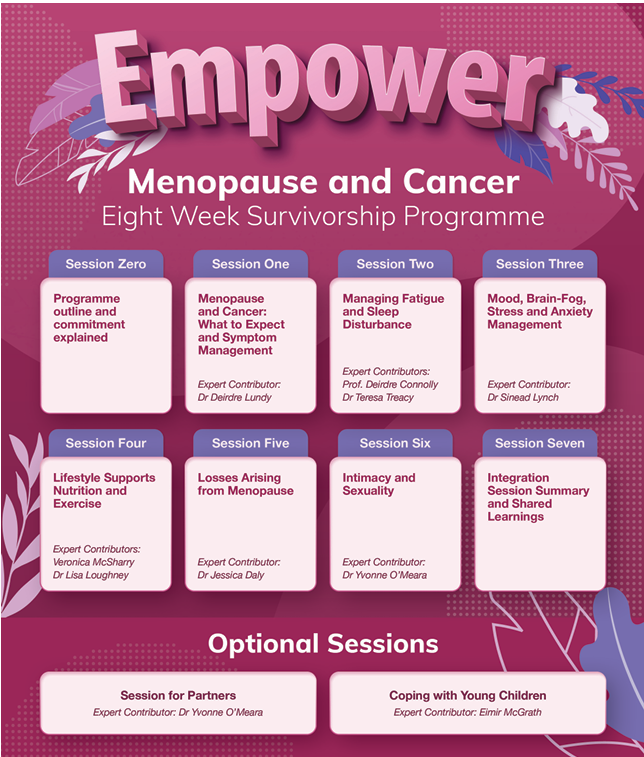 Empower
Menopause and Cancer
Eight Week Survivorship Programme
Session Zero
Programme
outline and
commitment
explained
Session One
Menopause
and Cancer:
What to Expect
and Symptom
Management
Expert Contributor:
Dr Deirdre Lundy
Session Two
Managing Fatigue
and Sleep
Disturbance
Expert Contributors:
Prof. Deirdre Connolly
Dr Teresa Treacy
Session Three
Mood, Brain-Fog,
Stress and Anxiety
Management
Expert Contributor:
Dr Sinead Lynch
Session Four
Lifestyle Supports
Nutrition and
Exercise
Expert Contributors:
Veronica McSharry
Dr Lisa Loughney
Session Five
Losses Arising
from Menopause
Expert Contributor:
Dr Jessica Daly
Session Six
Intimacy and
Sexuality
Expert Contributor:
Dr Yvonne O’Meara
Session Seven
Integration
Session Summary
and Shared
Learnings
Optional Sessions
Session for Partners
Expert Contributor: Dr Yvonne O’Meara
Coping with Young Children
Expert Contributor: Eimir McGrath